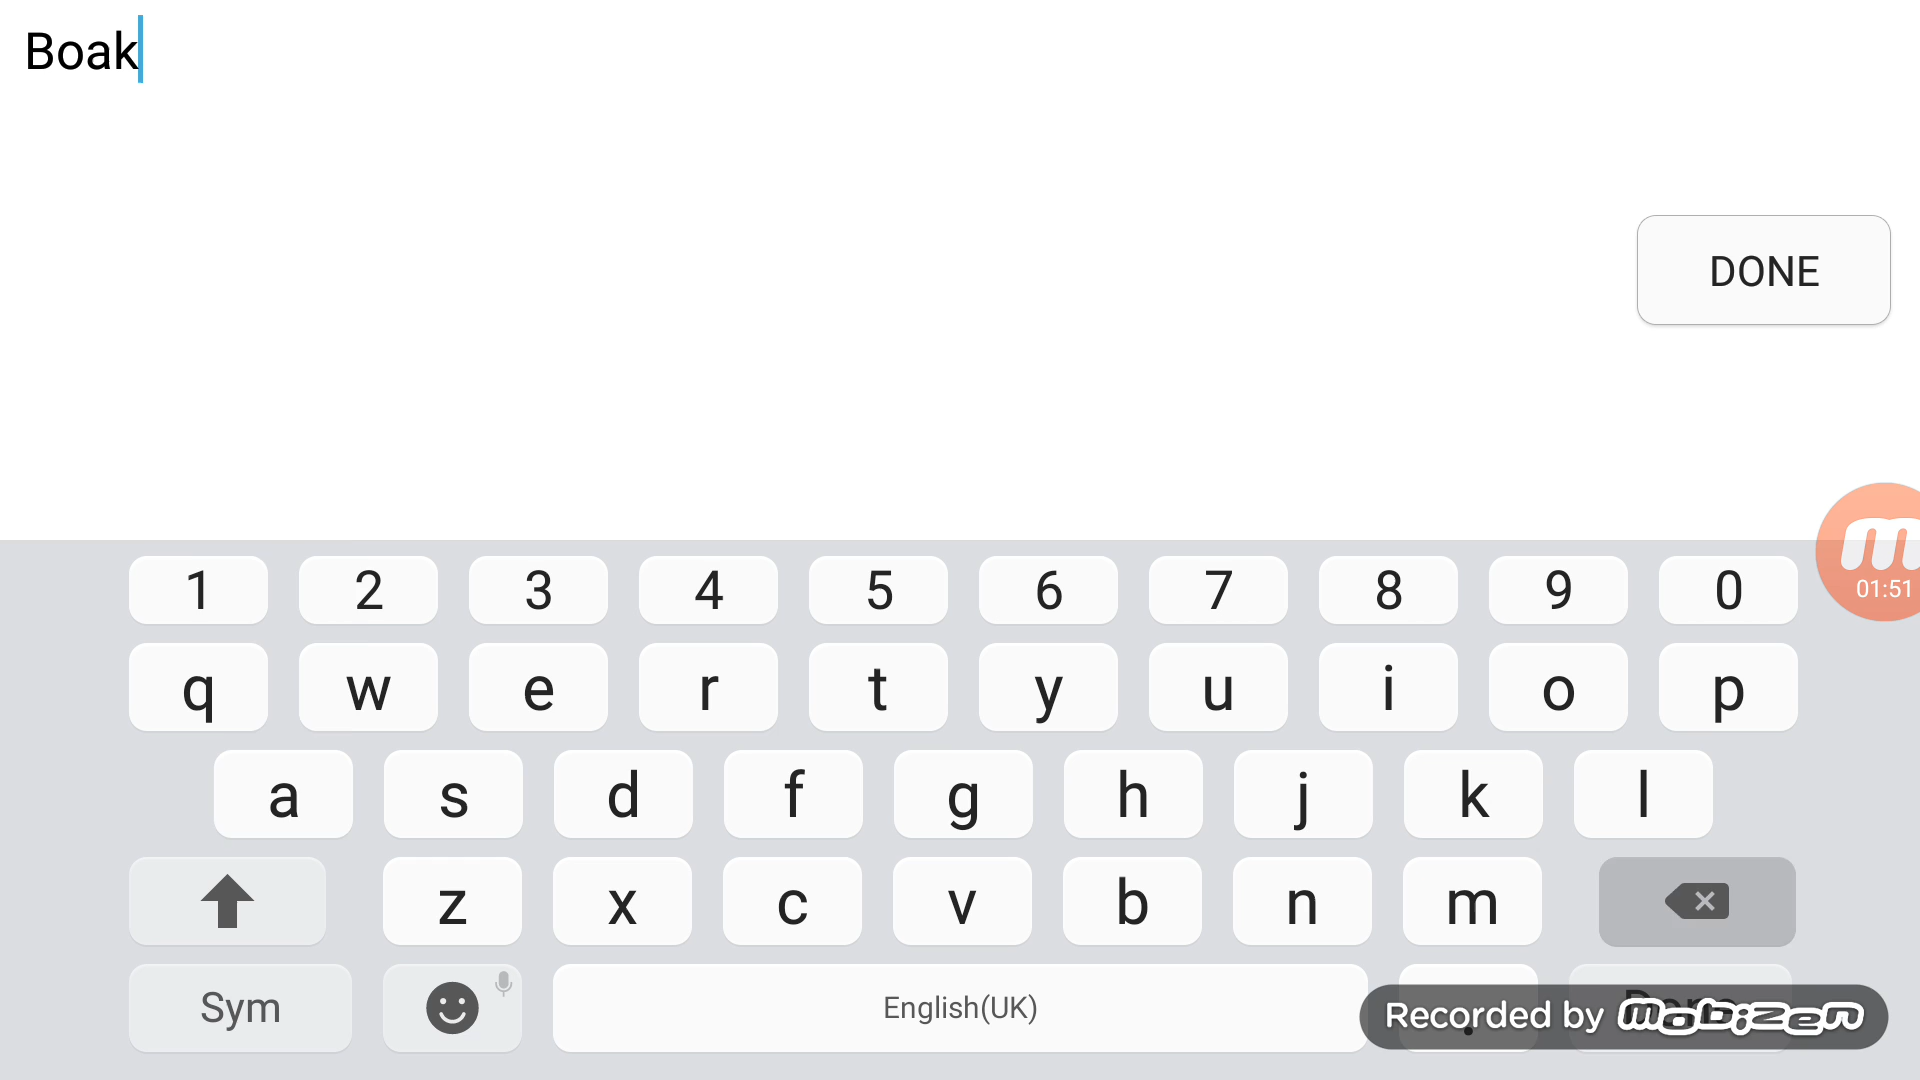 Boak
DONE
01:51
1 2 3 4 5 6 7 8 9 0
q w e r t y u i o p
a s d f g h j k l
z x c v b n m
Sym English(UK) . Done
Recorded by mobizen